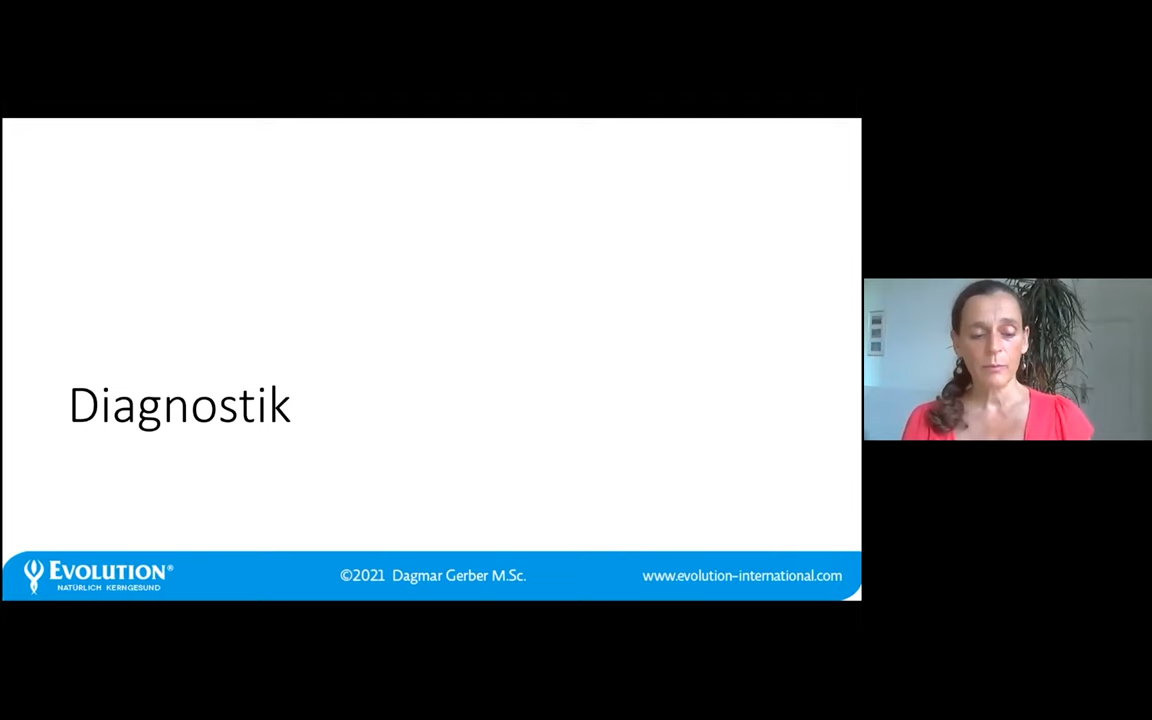 Diagnostik
EVOLUTION®
NATÜRLICH KERNGESUND
©2021 Dagmar Gerber M.Sc.
www.evolution-international.com